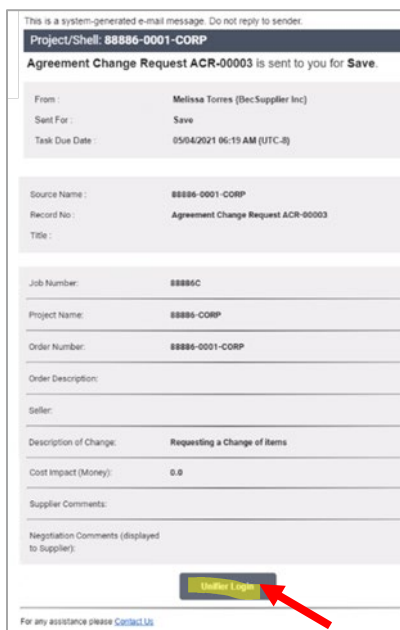 This is a system-generated e-mail message. Do not reply to sender.
Project/Shell: 88886-0001-CORP
Agreement Change Request ACR-00003 is sent to you for Save.
From : Melissa Torres (BecSupplier Inc)
Sent For : Save
Task Due Date : 05/04/2021 06:19 AM (UTC-8)
Source Name : 88886-0001-CORP
Record No : Agreement Change Request ACR-00003
Title :
Job Number: 88886C
Project Name: 88886-CORP
Order Number: 88886-0001-CORP
Order Description:
Seller:
Description of Change: Requesting a Change of items
Cost Impact (Money): 0.0
Supplier Comments:
Negotiation Comments (displayed
to Supplier):
Unifier Login
For any assistance please Contact Us